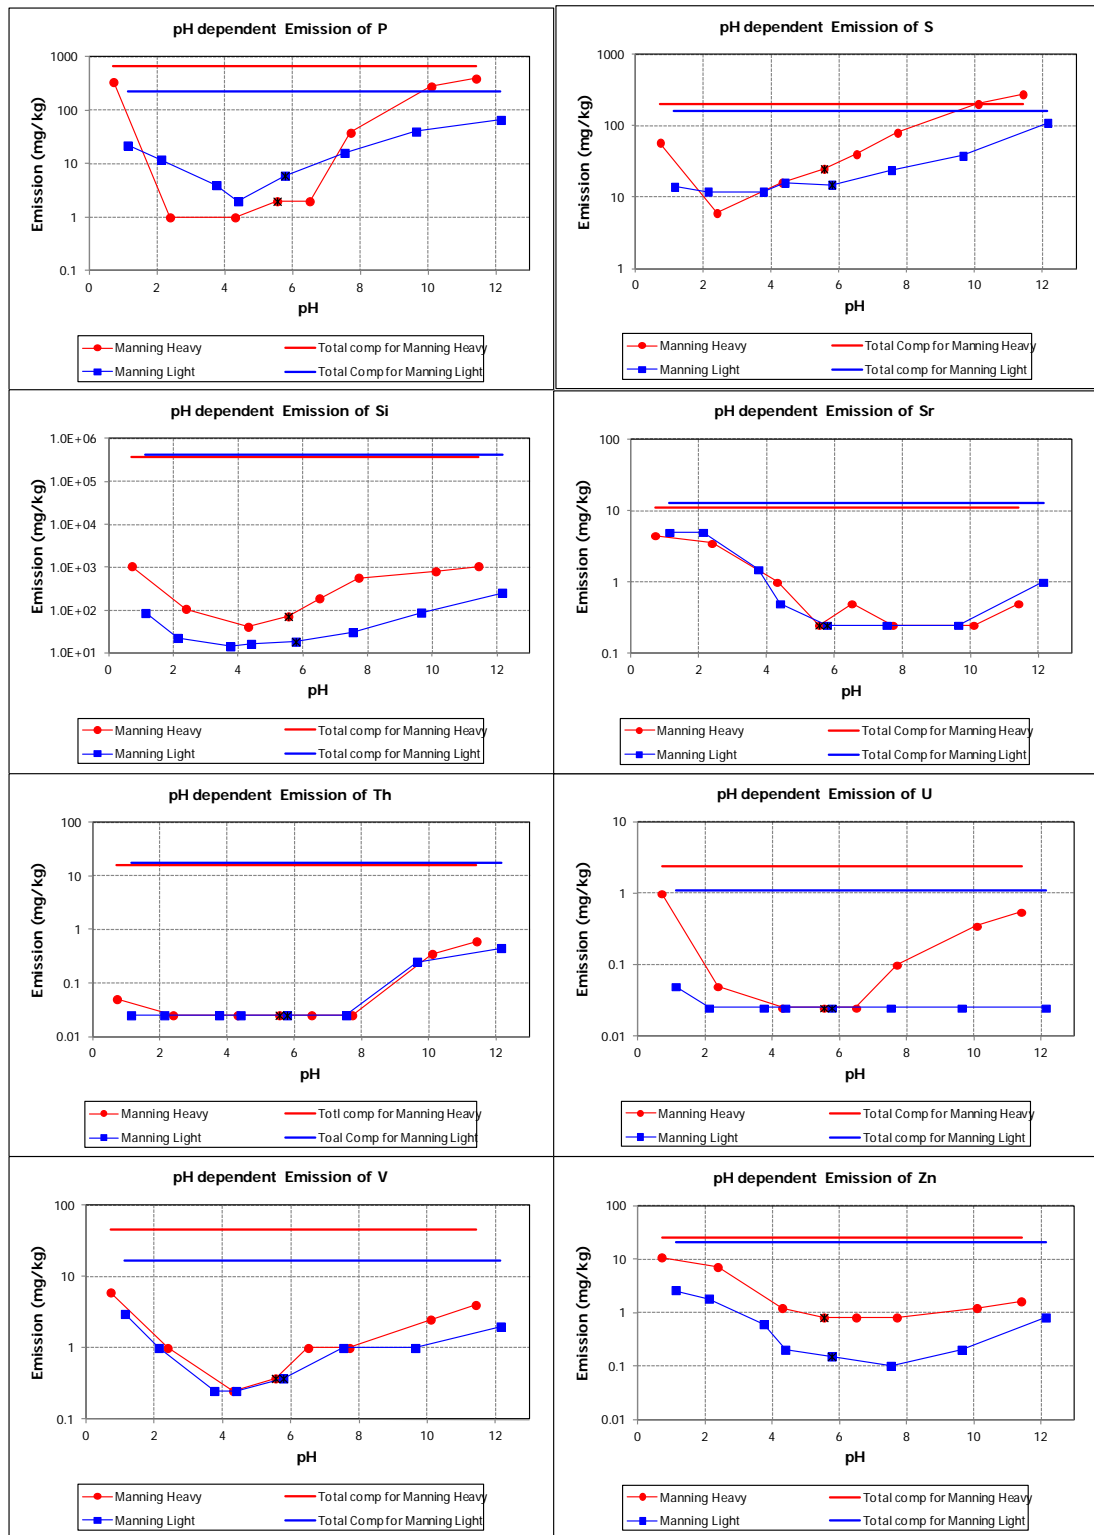 pH dependent Emission of P
Emission (mg/kg)
1000
100
10
1
0.1
0 2 4 6 8 10 12
pH
Manning Heavy Total comp for Manning Heavy
Manning Light Total Comp for Manning Light
pH dependent Emission of S
Emission (mg/kg)
1000
100
10
1
0 2 4 6 8 10 12
pH
Manning Heavy Total Comp for Manning Heavy
Manning Light Total Comp for Manning Light
pH dependent Emission of Si
Emission (mg/kg)
1.0E+06
1.0E+05
1.0E+04
1.0E+03
1.0E+02
1.0E+01
0 2 4 6 8 10 12
pH
Manning Heavy Total comp for Manning Heavy
Manning Light Total Comp for Manning Light
pH dependent Emission of Sr
Emission (mg/kg)
100
10
1
0.1
0 2 4 6 8 10 12
pH
Manning Heavy Total comp for Manning Heavy
Manning Light Total Comp for Manning Light
pH dependent Emission of Th
Emission (mg/kg)
100
10
1
0.1
0.01
0 2 4 6 8 10 12
pH
Manning Heavy Totl comp for Manning Heavy
Manning Light Toal Comp for Manning Light
pH dependent Emission of U
Emission (mg/kg)
10
1
0.1
0.01
0 2 4 6 8 10 12
pH
Manning Heavy Total comp for Manning Heavy
Manning Light Total comp for Manning Light
pH dependent Emission of V
Emission (mg/kg)
100
10
1
0.1
0 2 4 6 8 10 12
pH
Manning Heavy Total comp for Manning Heavy
Manning Light Total Comp for Manning Light
pH dependent Emission of Zn
Emission (mg/kg)
100
10
1
0.1
0.01
0 2 4 6 8 10 12
pH
Manning Heavy Total comp for Manning Heavy
Manning Light Total comp for Manning Light